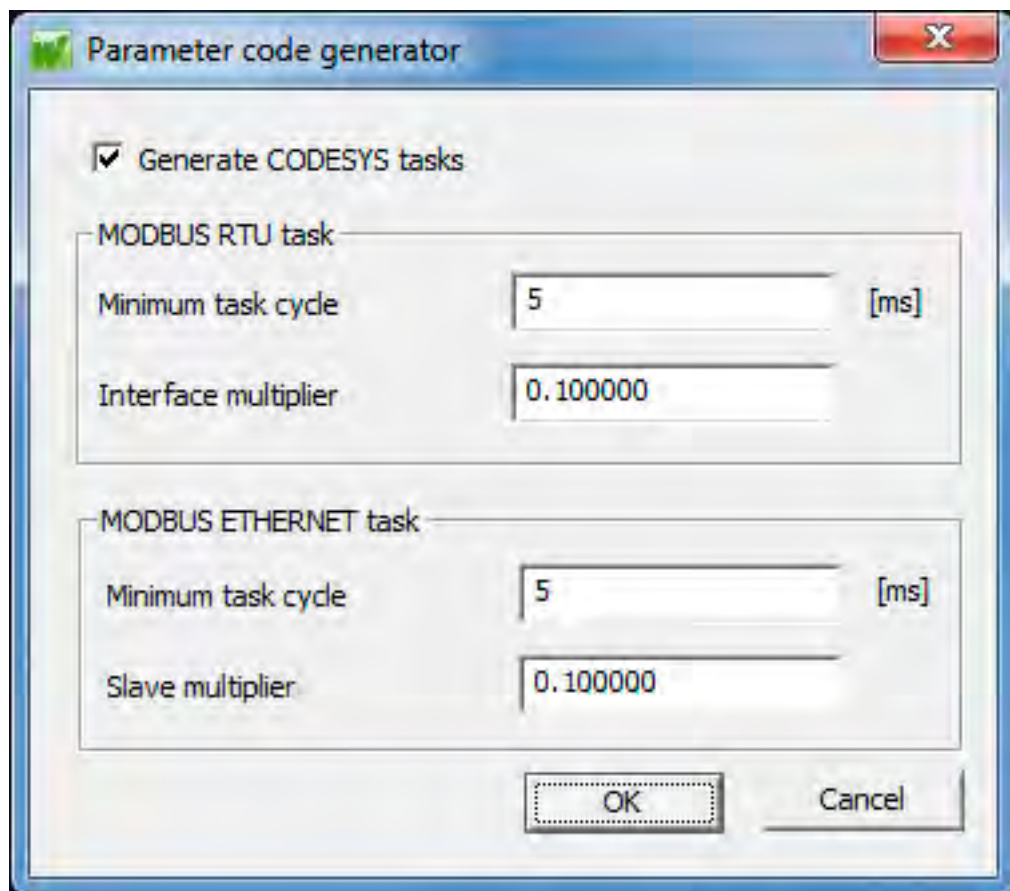 Parameter code generator
Generate CODESYS tasks
MODBUS RTU task
Minimum task cycle 5 [ms]
Interface multiplier 0.100000
MODBUS ETHERNET task
Minimum task cycle 5 [ms]
Slave multiplier 0.100000
OK Cancel